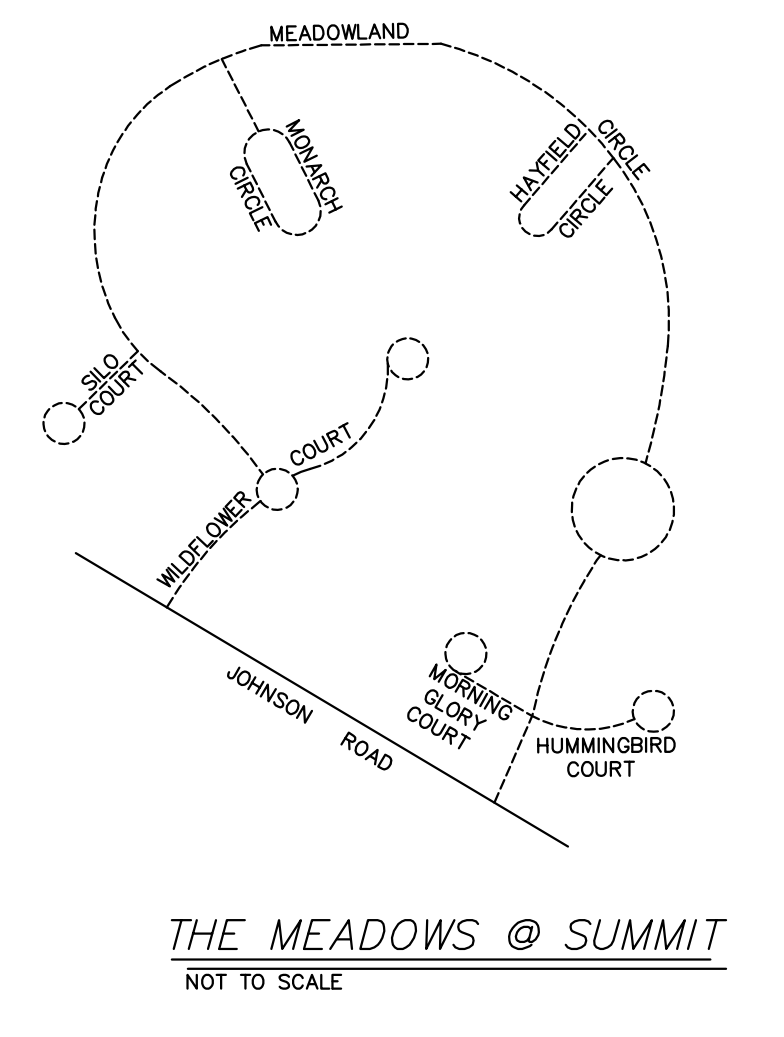 MEADOWLAND
CIRCLE
MONARCH
CIRCLE
HAYFIELD
CIRCLE
SILO
COURT
WILDFLOWER
COURT
JOHNSON ROAD
MORNING
GLORY
COURT
HUMMINGBIRD
COURT
THE MEADOWS @ SUMMIT
NOT TO SCALE